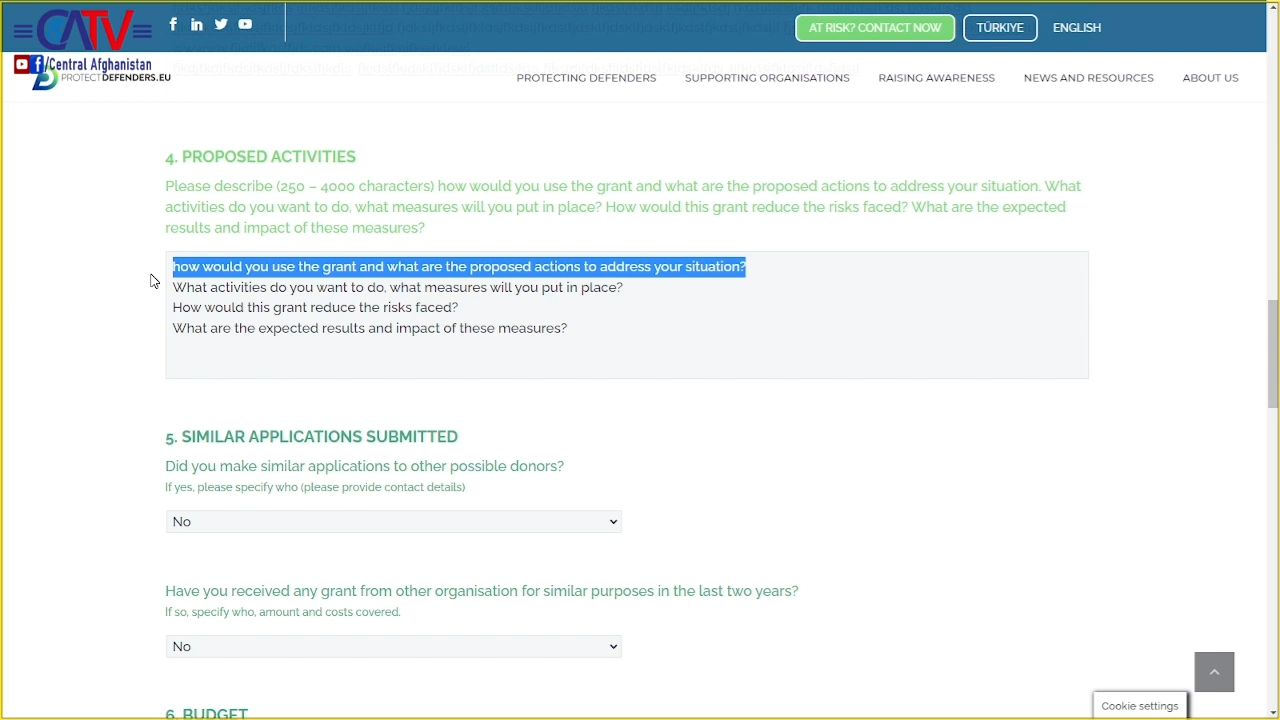 CATV
AT RISK? CONTACT NOW
TÜRKIYE
ENGLISH
/Central Afghanistan
PROTECTDEFENDERS.EU
PROTECTING DEFENDERS
SUPPORTING ORGANISATIONS
RAISING AWARENESS
NEWS AND RESOURCES
ABOUT US
4. PROPOSED ACTIVITIES
Please describe (250 – 4000 characters) how would you use the grant and what are the proposed actions to address your situation. What
activities do you want to do, what measures will you put in place? How would this grant reduce the risks faced? What are the expected
results and impact of these measures?
how would you use the grant and what are the proposed actions to address your situation?
What activities do you want to do, what measures will you put in place?
How would this grant reduce the risks faced?
What are the expected results and impact of these measures?
5. SIMILAR APPLICATIONS SUBMITTED
Did you make similar applications to other possible donors?
If yes, please specify who (please provide contact details)
No
Have you received any grant from other organisation for similar purposes in the last two years?
If so, specify who, amount and costs covered.
No
6. BUDGET
Cookie settings